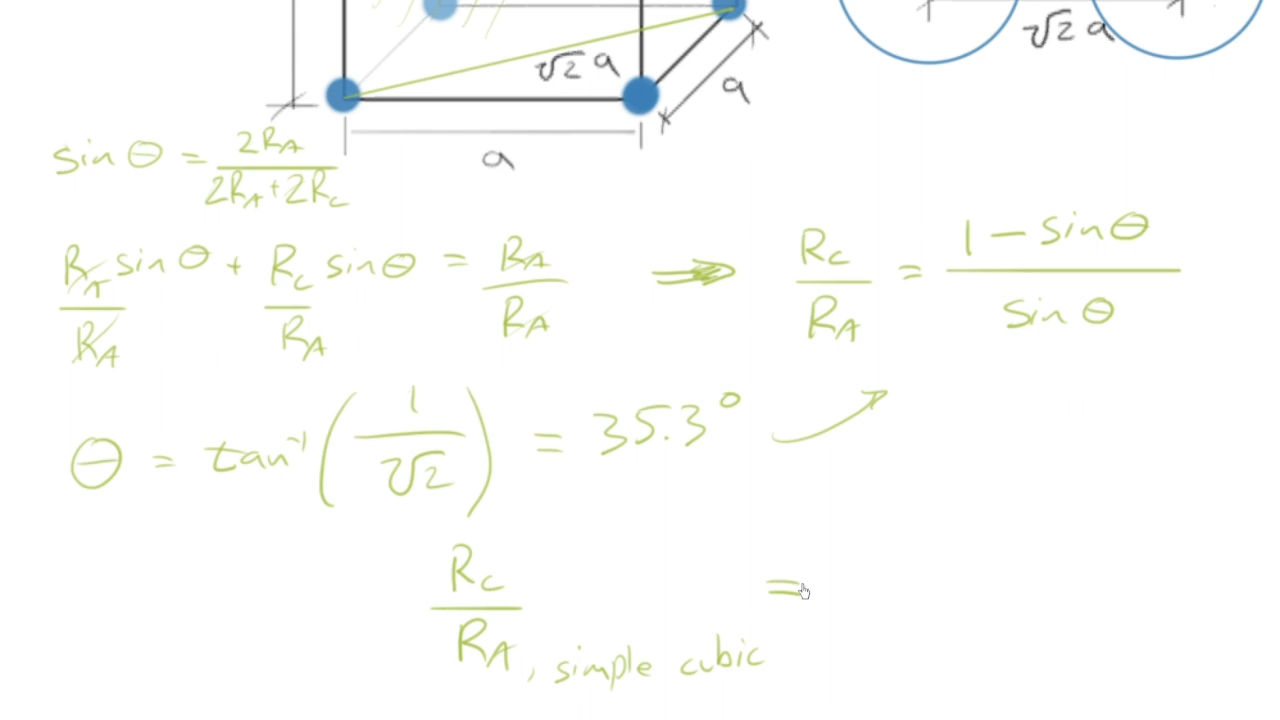 √2 a
√2 a
a
a
sin θ = 2R_A / (2R_A + 2R_C)
R_A/R_A sin θ + R_C/R_A sin θ = R_A/R_A ⇒ R_C/R_A = (1 − sin θ)/(sin θ)
θ = tan⁻¹(1/√2) = 35.3°
R_C/R_A, simple cubic =